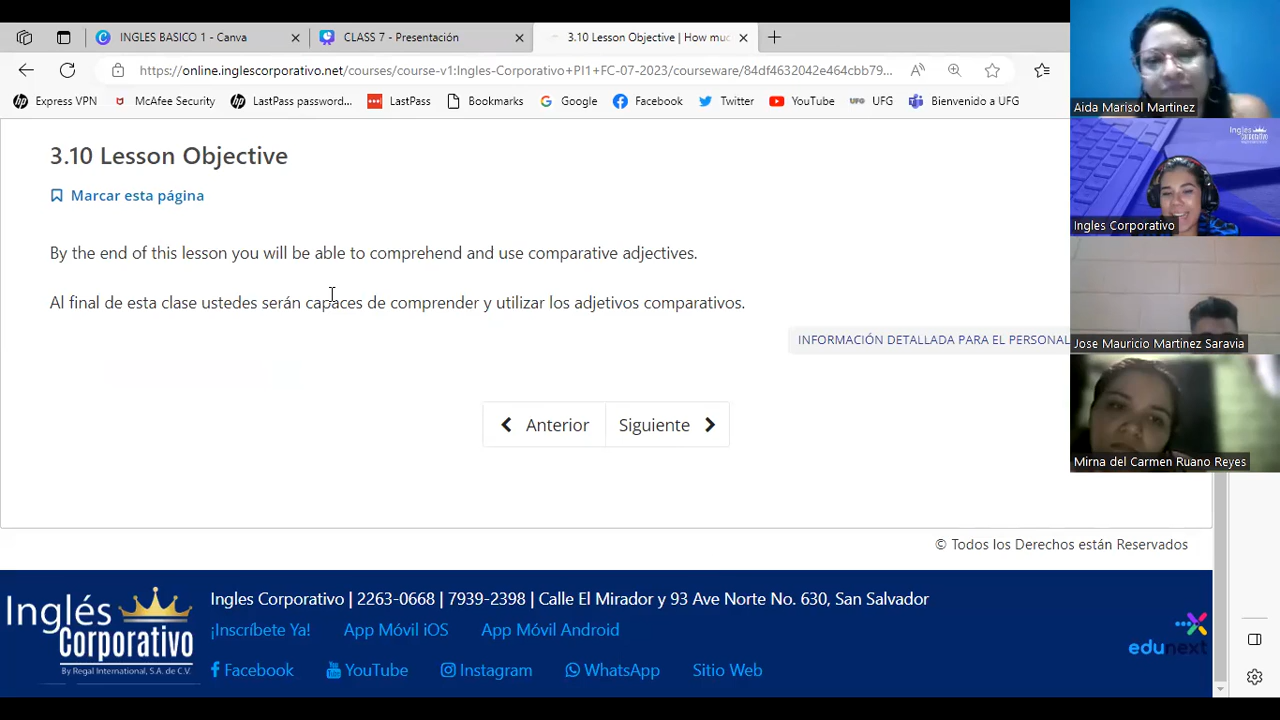 INGLES BASICO 1 - Canva
CLASS 7 - Presentación
3.10 Lesson Objective | How muc
https://online.inglescorporativo.net/courses/course-v1:Ingles-Corporativo+PI1+FC-07-2023/courseware/84df4632042e464cbb79...
Express VPN
McAfee Security
LastPass password...
LastPass
Bookmarks
Google
Facebook
Twitter
YouTube
UFG
Bienvenido a UFG
3.10 Lesson Objective
Marcar esta página
By the end of this lesson you will be able to comprehend and use comparative adjectives.
Al final de esta clase ustedes serán capaces de comprender y utilizar los adjetivos comparativos.
INFORMACIÓN DETALLADA PARA EL PERSONAL
Anterior
Siguiente
© Todos los Derechos están Reservados
Inglés
Corporativo
By Regal International, S.A. de C.V.
Ingles Corporativo | 2263-0668 | 7939-2398 | Calle El Mirador y 93 Ave Norte No. 630, San Salvador
¡Inscríbete Ya!
App Móvil iOS
App Móvil Android
Facebook
YouTube
Instagram
WhatsApp
Sitio Web
edunext
Aida Marisol Martinez
Inglés
Ingles Corporativo
Jose Mauricio Martinez Saravia
Mirna del Carmen Ruano Reyes